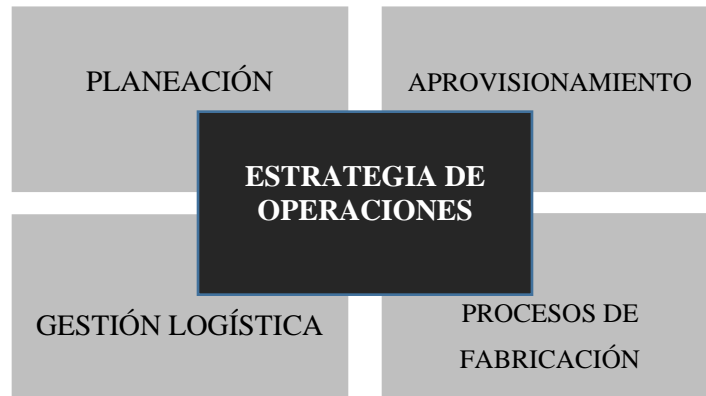 PLANEACIÓN
APROVISIONAMIENTO
ESTRATEGIA DE
OPERACIONES
GESTIÓN LOGÍSTICA
PROCESOS DE
FABRICACIÓN